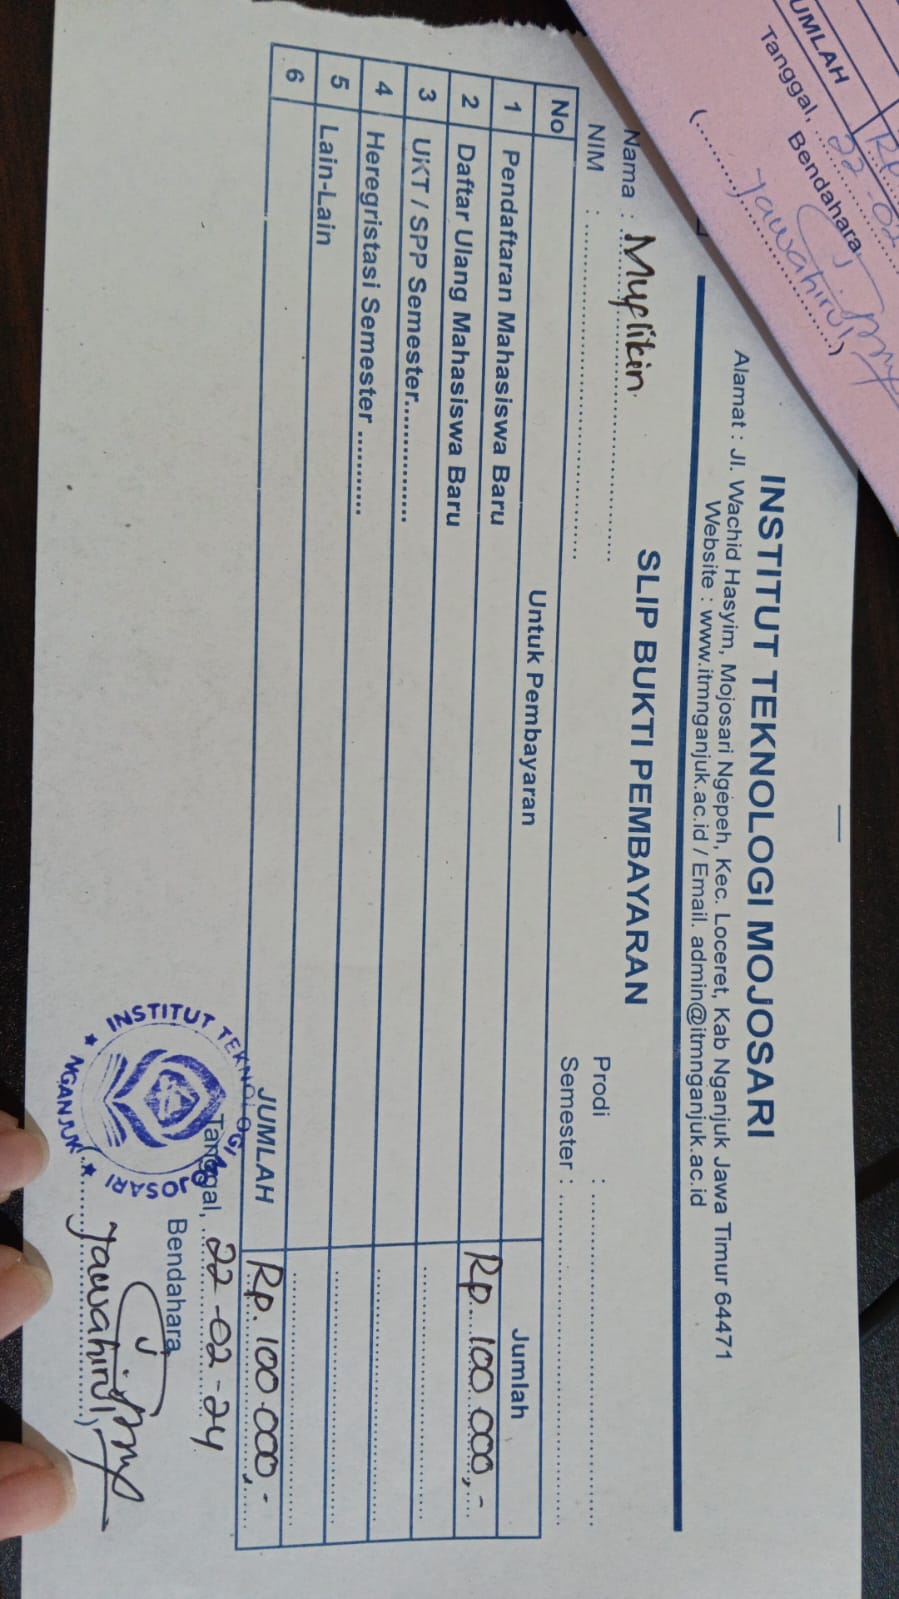 INSTITUT TEKNOLOGI MOJOSARI
Alamat : Jl. Wachid Hasyim, Mojosari Ngepeh, Kec. Loceret, Kab Nganjuk Jawa Timur 64471
Website : www.itmnganjuk.ac.id / Email. admin@itmnganjuk.ac.id
SLIP BUKTI PEMBAYARAN
Nama : Muflikin Prodi : ....................
NIM : .................... Semester : ....................
No Untuk Pembayaran Jumlah
1 Pendaftaran Mahasiswa Baru Rp. 100.000,-
2 Daftar Ulang Mahasiswa Baru
3 UKT / SPP Semester..............
4 Heregristasi Semester ...........
5 Lain-Lain
6
JUMLAH Rp. 100.000,-
Tanggal, 22-02-24
Bendahara
(Jawahirul)
INSTITUT TEKNOLOGI MOJOSARI
NGANJUK
UMLAH Rp
Tanggal, 22-02
Bendahara
(Jawahirul)